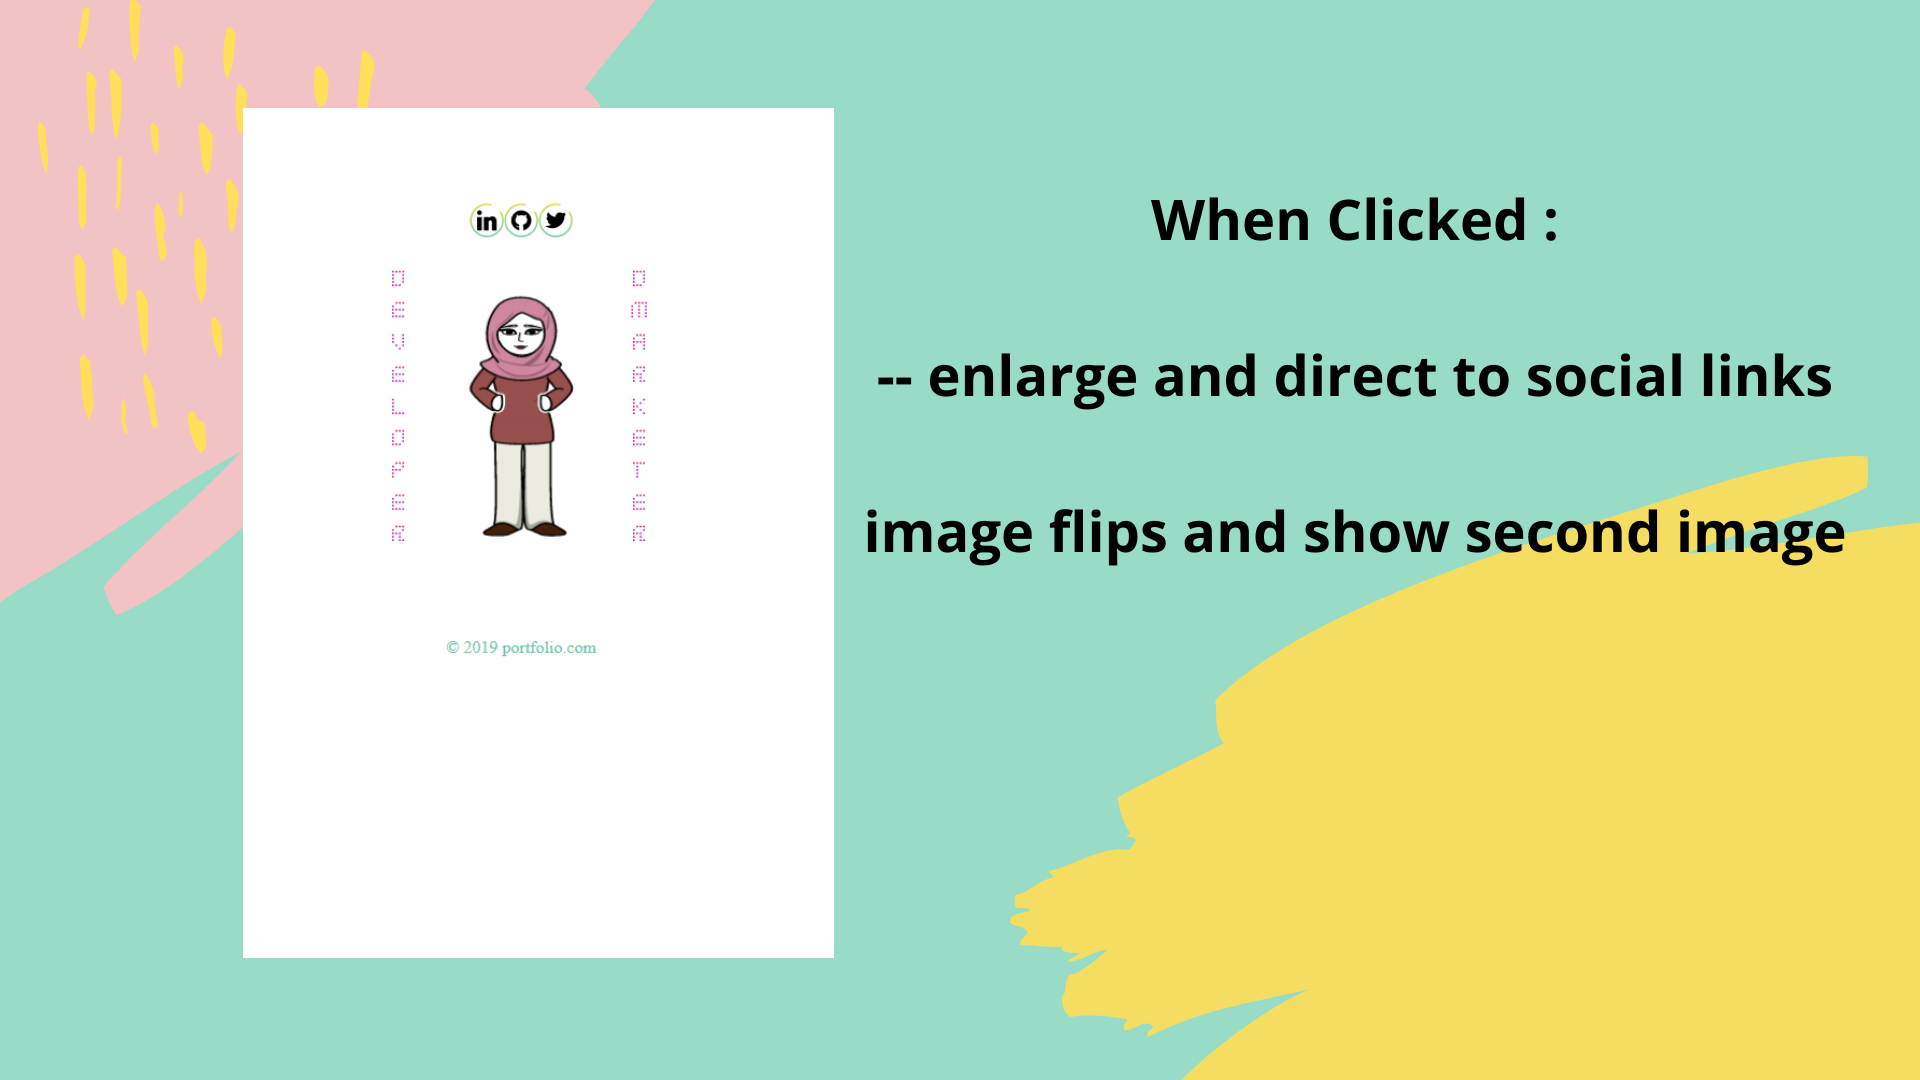 When Clicked :
-- enlarge and direct to social links
image flips and show second image
in
DEVELOPER
DMARKETER
© 2019 portfolio.com